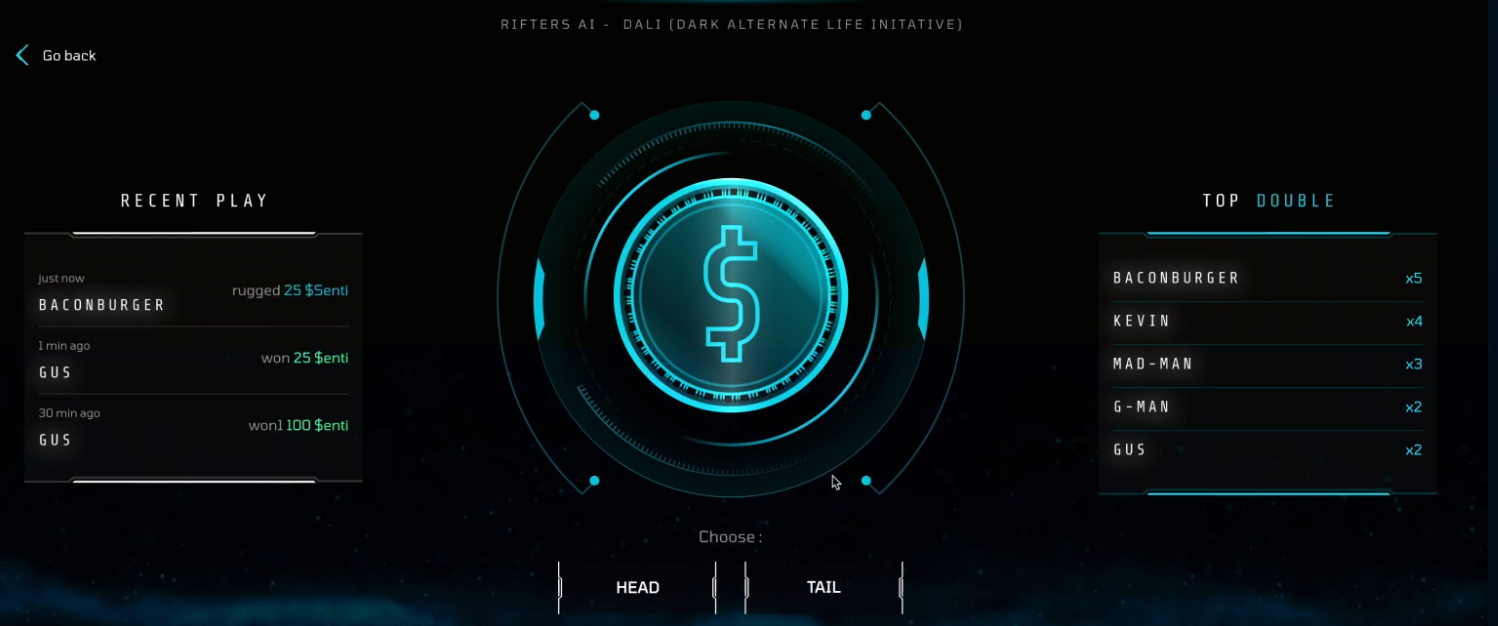 RIFTERS AI - DALI (DARK ALTERNATE LIFE INITATIVE)
Go back
RECENT PLAY
just now
BACONBURGER
rugged 25 $Senti
1 min ago
GUS
won 25 $enti
30 min ago
GUS
won1 100 $enti
$
TOP DOUBLE
BACONBURGER x5
KEVIN x4
MAD-MAN x3
G-MAN x2
GUS x2
Choose :
HEAD
TAIL